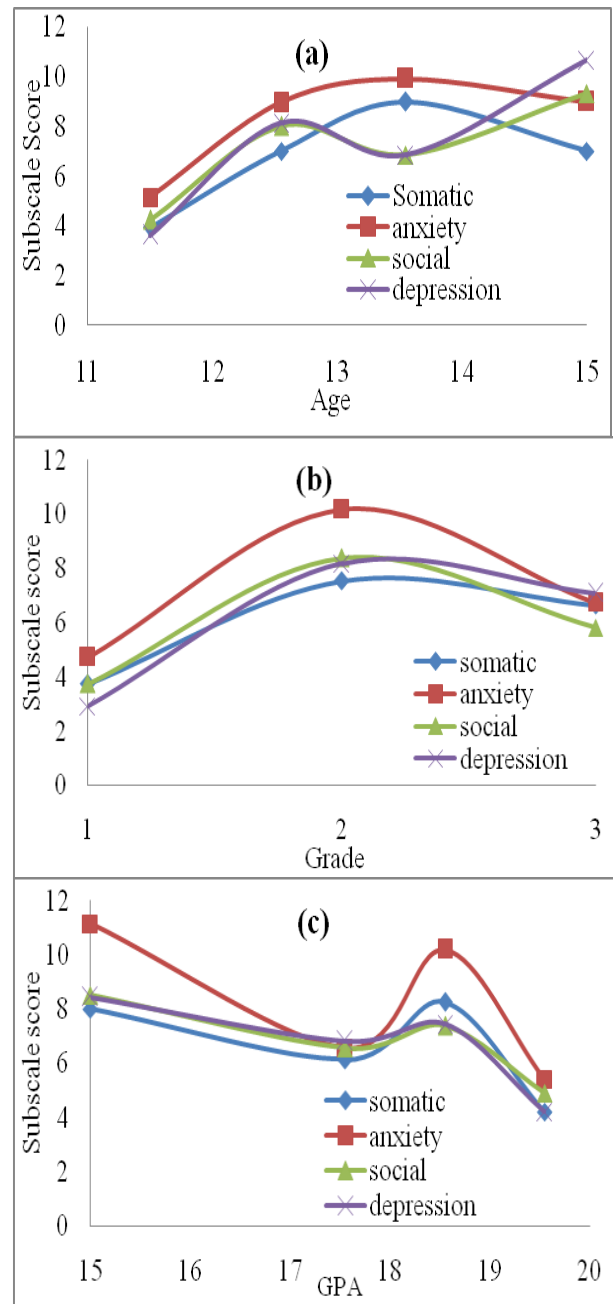 12
(a)
10
8
6
4
2
0
Subscale Score
Somatic
anxiety
social
depression
11
12
13
14
15
Age
12
(b)
10
8
6
4
2
0
Subscale score
somatic
anxiety
social
depression
1
2
3
Grade
12
(c)
10
8
6
4
2
0
Subscale score
somatic
anxiety
social
depression
15
16
17
18
19
20
GPA